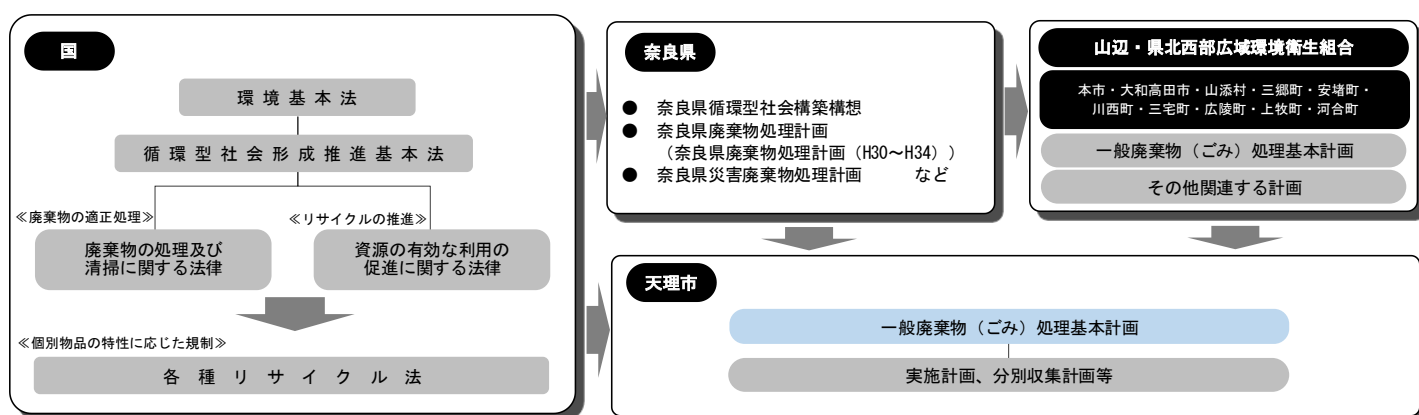 国
環境基本法
循環型社会形成推進基本法
≪廃棄物の適正処理≫
≪リサイクルの推進≫
廃棄物の処理及び
清掃に関する法律
資源の有効な利用の
促進に関する法律
≪個別物品の特性に応じた規制≫
各種リサイクル法
奈良県
● 奈良県循環型社会構築構想
● 奈良県廃棄物処理計画
（奈良県廃棄物処理計画（H30～H34））
● 奈良県災害廃棄物処理計画 など
山辺・県北西部広域環境衛生組合
本市・大和高田市・山添村・三郷町・安堵町・
川西町・三宅町・広陵町・上牧町・河合町
一般廃棄物（ごみ）処理基本計画
その他関連する計画
天理市
一般廃棄物（ごみ）処理基本計画
実施計画、分別収集計画等